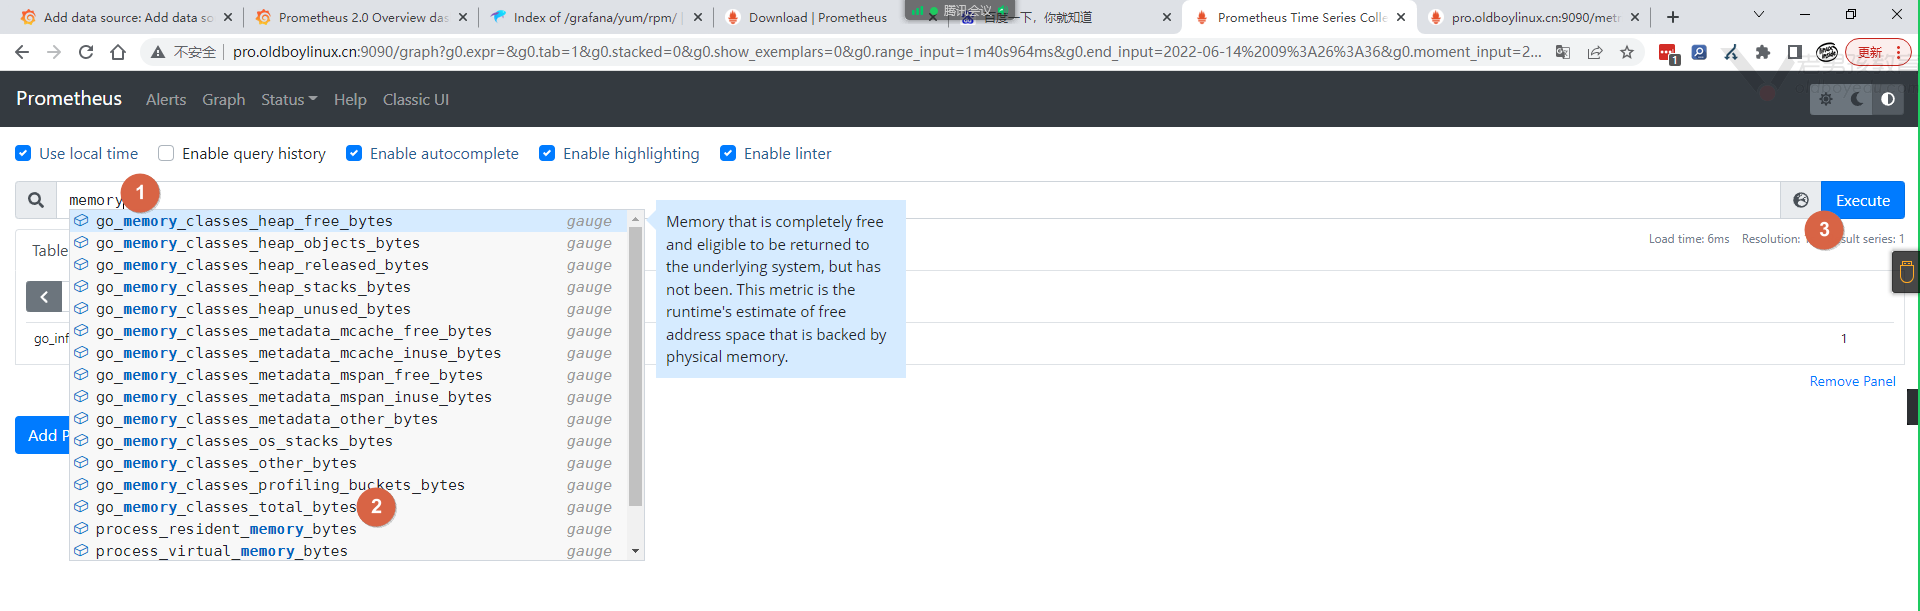 Add data source: Add data so
Prometheus 2.0 Overview das
Index of /grafana/yum/rpm/ |
Download | Prometheus
腾讯会议
百度一下，你就知道
Prometheus Time Series Colle
pro.oldboylinux.cn:9090/metr
不安全 | pro.oldboylinux.cn:9090/graph?g0.expr=&g0.tab=1&g0.stacked=0&g0.show_exemplars=0&g0.range_input=1m40s964ms&g0.end_input=2022-06-14%2009%3A26%3A36&g0.moment_input=2...
1
更新
Prometheus Alerts Graph Status Help Classic UI
老男孩教育
Use local time Enable query history Enable autocomplete Enable highlighting Enable linter
memory
1
Execute
3
Load time: 6ms Resolution: 1 sult series: 1
Table
go_inf
1
Remove Panel
Add P
go_memory_classes_heap_free_bytes gauge
go_memory_classes_heap_objects_bytes gauge
go_memory_classes_heap_released_bytes gauge
go_memory_classes_heap_stacks_bytes gauge
go_memory_classes_heap_unused_bytes gauge
go_memory_classes_metadata_mcache_free_bytes gauge
go_memory_classes_metadata_mcache_inuse_bytes gauge
go_memory_classes_metadata_mspan_free_bytes gauge
go_memory_classes_metadata_mspan_inuse_bytes gauge
go_memory_classes_metadata_other_bytes gauge
go_memory_classes_os_stacks_bytes gauge
go_memory_classes_other_bytes gauge
go_memory_classes_profiling_buckets_bytes gauge
go_memory_classes_total_bytes gauge
2
process_resident_memory_bytes gauge
process_virtual_memory_bytes gauge
Memory that is completely free
and eligible to be returned to
the underlying system, but has
not been. This metric is the
runtime's estimate of free
address space that is backed by
physical memory.